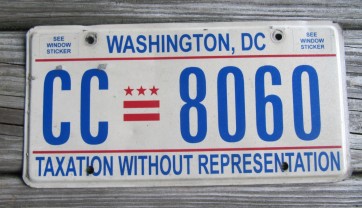 SEE
WINDOW
STICKER
WASHINGTON, DC
SEE
WINDOW
STICKER
CC 8060
TAXATION WITHOUT REPRESENTATION